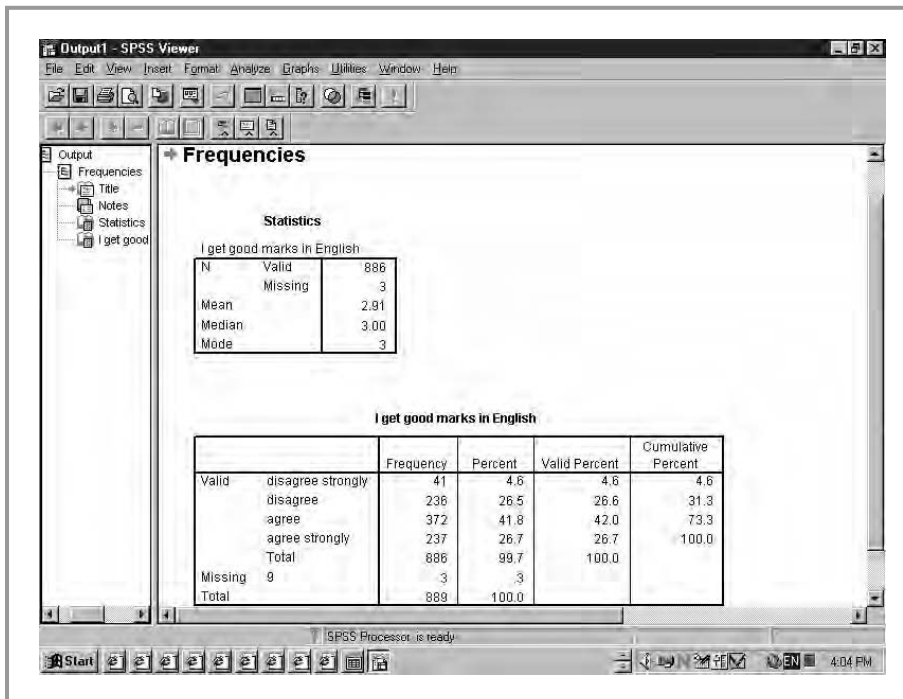 Output1 - SPSS Viewer
File Edit View Insert Format Analyze Graphs Utilities Window Help
Output
Frequencies
Title
Notes
Statistics
I get good
Frequencies
Statistics
I get good marks in English
N Valid 886
Missing 3
Mean 2.91
Median 3.00
Mode 3
I get good marks in English
Frequency Percent Valid Percent Cumulative Percent
Valid disagree strongly 41 4.6 4.6 4.6
disagree 236 26.5 26.6 31.3
agree 372 41.8 42.0 73.3
agree strongly 237 26.7 26.7 100.0
Total 886 99.7 100.0
Missing 9 3 .3
Total 889 100.0
SPSS Processor is ready
Start EN 4:04 PM